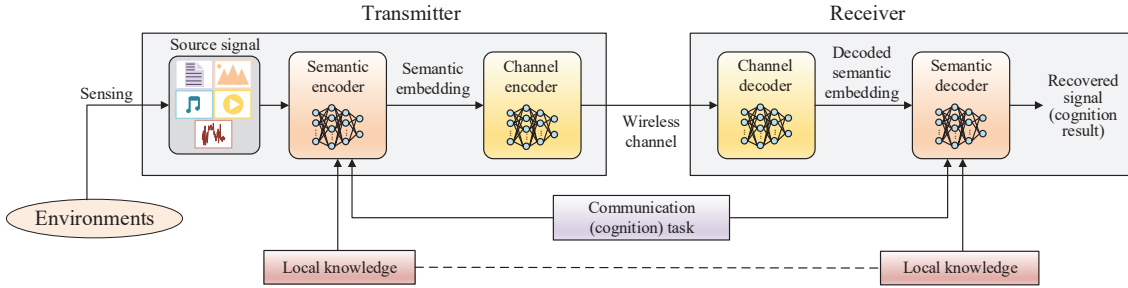 Transmitter
Receiver
Source signal
Sensing
Semantic
encoder
Semantic
embedding
Channel
encoder
Wireless
channel
Channel
decoder
Decoded
semantic
embedding
Semantic
decoder
Recovered
signal
(cognition
result)
Environments
Communication
(cognition) task
Local knowledge
Local knowledge